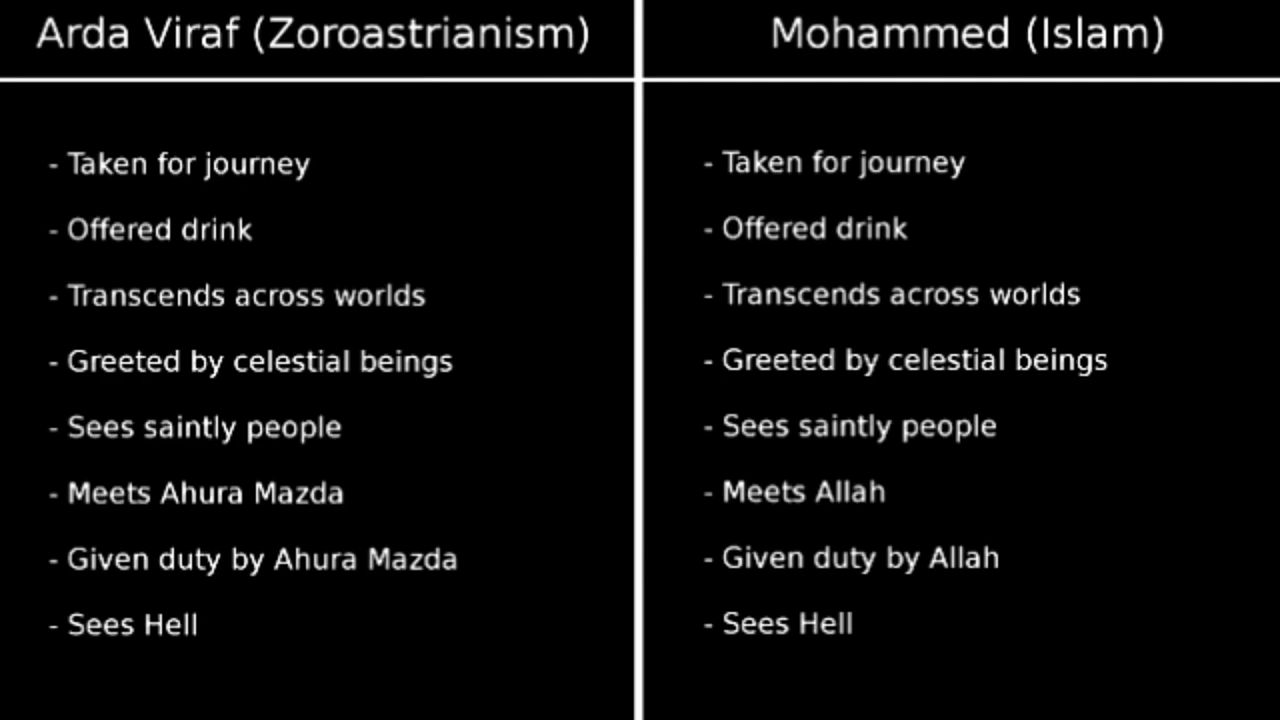 Arda Viraf (Zoroastrianism)
- Taken for journey
- Offered drink
- Transcends across worlds
- Greeted by celestial beings
- Sees saintly people
- Meets Ahura Mazda
- Given duty by Ahura Mazda
- Sees Hell
Mohammed (Islam)
- Taken for journey
- Offered drink
- Transcends across worlds
- Greeted by celestial beings
- Sees saintly people
- Meets Allah
- Given duty by Allah
- Sees Hell